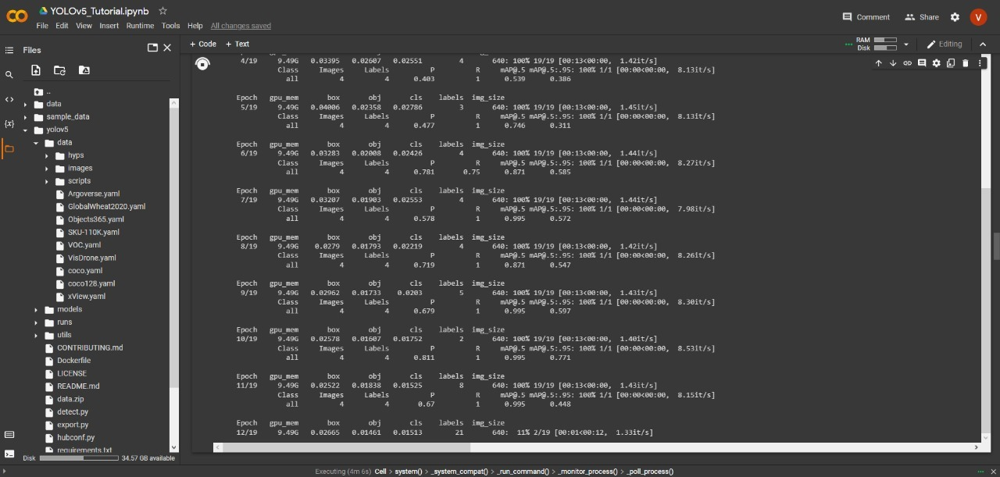 YOLOv5_Tutorial.ipynb
File Edit View Insert Runtime Tools Help All changes saved
Comment Share V
Files
+ Code + Text
RAM
Disk
Editing
..
data
sample_data
yolov5
data
hyps
images
scripts
Argoverse.yaml
GlobalWheat2020.yaml
Objects365.yaml
SKU-110K.yaml
VOC.yaml
VisDrone.yaml
coco.yaml
coco128.yaml
xView.yaml
models
runs
utils
CONTRIBUTING.md
Dockerfile
LICENSE
README.md
data.zip
detect.py
export.py
hubconf.py
requirements.txt
Disk 34.57 GB available
4/19 9.49G 0.03395 0.02607 0.02551 4 640: 100% 19/19 [00:13<00:00, 1.42it/s]
Class Images Labels P R mAP@.5 mAP@.5:.95: 100% 1/1 [00:00<00:00, 8.13it/s]
all 4 4 0.403 1 0.539 0.386
Epoch gpu_mem box obj cls labels img_size
5/19 9.49G 0.04006 0.02358 0.02786 3 640: 100% 19/19 [00:13<00:00, 1.45it/s]
Class Images Labels P R mAP@.5 mAP@.5:.95: 100% 1/1 [00:00<00:00, 8.13it/s]
all 4 4 0.477 1 0.746 0.311
Epoch gpu_mem box obj cls labels img_size
6/19 9.49G 0.03283 0.02008 0.02426 4 640: 100% 19/19 [00:13<00:00, 1.44it/s]
Class Images Labels P R mAP@.5 mAP@.5:.95: 100% 1/1 [00:00<00:00, 8.27it/s]
all 4 4 0.781 0.75 0.871 0.585
Epoch gpu_mem box obj cls labels img_size
7/19 9.49G 0.03207 0.01903 0.02553 4 640: 100% 19/19 [00:13<00:00, 1.44it/s]
Class Images Labels P R mAP@.5 mAP@.5:.95: 100% 1/1 [00:00<00:00, 7.98it/s]
all 4 4 0.578 1 0.995 0.572
Epoch gpu_mem box obj cls labels img_size
8/19 9.49G 0.0279 0.01793 0.02219 4 640: 100% 19/19 [00:13<00:00, 1.42it/s]
Class Images Labels P R mAP@.5 mAP@.5:.95: 100% 1/1 [00:00<00:00, 8.26it/s]
all 4 4 0.719 1 0.871 0.547
Epoch gpu_mem box obj cls labels img_size
9/19 9.49G 0.02962 0.01733 0.0203 5 640: 100% 19/19 [00:13<00:00, 1.43it/s]
Class Images Labels P R mAP@.5 mAP@.5:.95: 100% 1/1 [00:00<00:00, 8.30it/s]
all 4 4 0.679 1 0.995 0.597
Epoch gpu_mem box obj cls labels img_size
10/19 9.49G 0.02578 0.01607 0.01752 2 640: 100% 19/19 [00:13<00:00, 1.40it/s]
Class Images Labels P R mAP@.5 mAP@.5:.95: 100% 1/1 [00:00<00:00, 8.53it/s]
all 4 4 0.811 1 0.995 0.771
Epoch gpu_mem box obj cls labels img_size
11/19 9.49G 0.02522 0.01838 0.01525 8 640: 100% 19/19 [00:13<00:00, 1.43it/s]
Class Images Labels P R mAP@.5 mAP@.5:.95: 100% 1/1 [00:00<00:00, 8.15it/s]
all 4 4 0.67 1 0.995 0.448
Epoch gpu_mem box obj cls labels img_size
12/19 9.49G 0.02665 0.01461 0.01513 21 640: 11% 2/19 [00:01<00:12, 1.33it/s]
Executing (4m 6s) Cell > system() > _system_compat() > _run_command() > _monitor_process() > _poll_process()